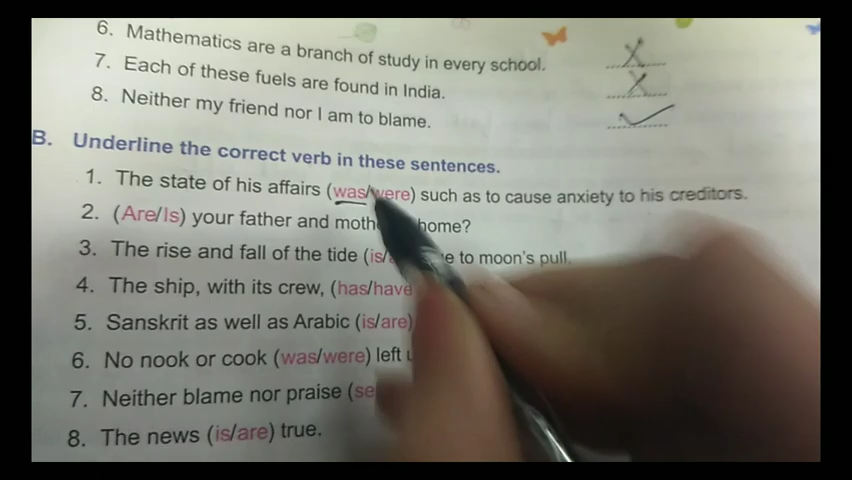 6. Mathematics are a branch of study in every school.
7. Each of these fuels are found in India.
8. Neither my friend nor I am to blame.
B. Underline the correct verb in these sentences.
1. The state of his affairs (was/were) such as to cause anxiety to his creditors.
2. (Are/Is) your father and home?
3. The rise and fall of the tide (is/ to moon's pull.
4. The ship, with its crew, (has/have
5. Sanskrit as well as Arabic (is/are)
6. No nook or cook (was/were) left
7. Neither blame nor praise
8. The news (is/are) true.